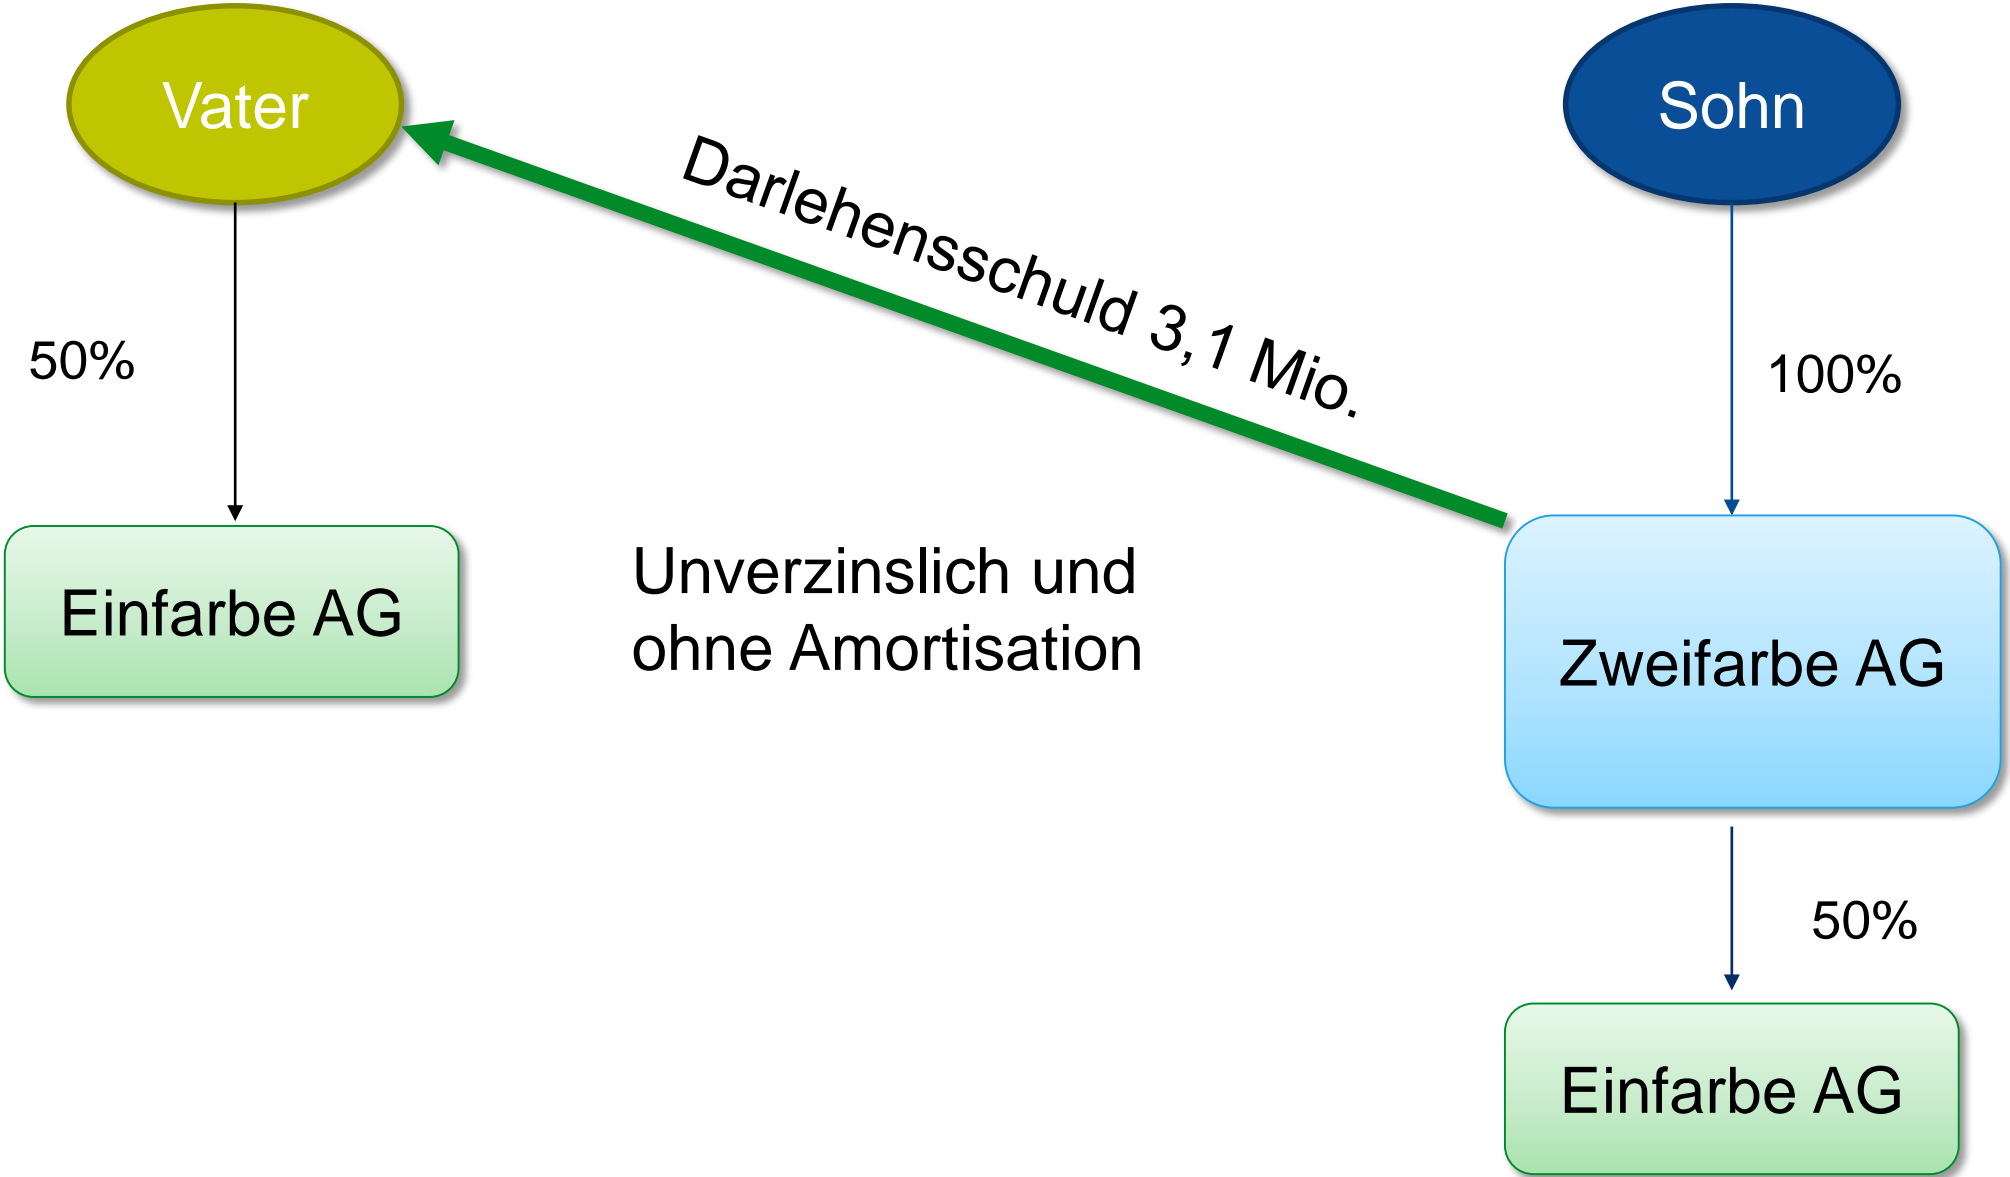 Vater
Sohn
Darlehensschuld 3,1 Mio.
50%
100%
Einfarbe AG
Unverzinslich und
ohne Amortisation
Zweifarbe AG
50%
Einfarbe AG